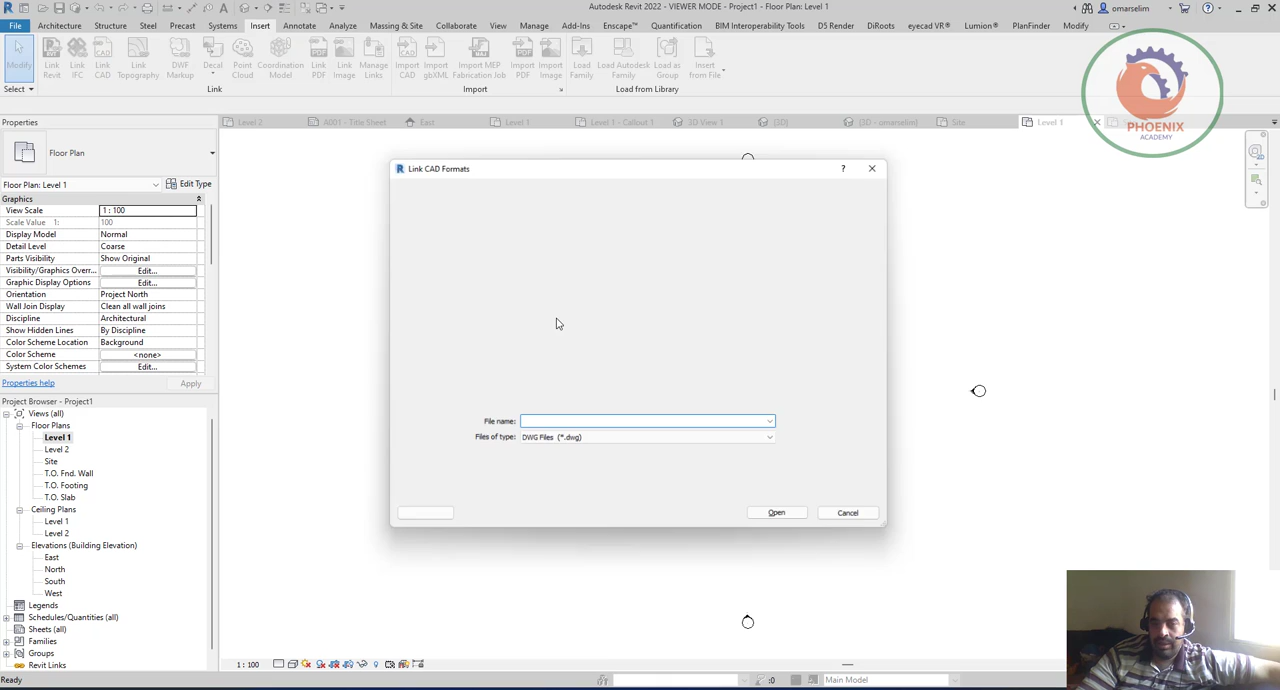 Autodesk Revit 2022 - VIEWER MODE - Project1 - Floor Plan: Level 1
omarselim
File
Architecture
Structure
Steel
Precast
Systems
Insert
Annotate
Analyze
Massing & Site
Collaborate
View
Manage
Add-Ins
Enscape™
Quantification
BIM Interoperability Tools
D5 Render
DiRoots
eyecad VR®
Lumion®
PlanFinder
Modify
Modify
Link Revit
Link IFC
Link CAD
Link Topography
DWF Markup
Decal
Point Cloud
Coordination Model
Link PDF
Link Image
Manage Links
Import CAD
Import gbXML
Import MEP Fabrication Job
Import PDF
Import Image
Load Family
Load Autodesk Family
Load as Group
Insert from File
Select
Link
Import
Load from Library
PHOENIX
ACADEMY
Properties
Level 2
A001 - Title Sheet
East
Level 1
Level 1 - Callout 1
3D View 1
{3D}
{3D - omarselim}
Site
Level 1
Floor Plan
Floor Plan: Level 1
Edit Type
Graphics
View Scale 1 : 100
Scale Value 1: 100
Display Model Normal
Detail Level Coarse
Parts Visibility Show Original
Visibility/Graphics Overr... Edit...
Graphic Display Options Edit...
Orientation Project North
Wall Join Display Clean all wall joins
Discipline Architectural
Show Hidden Lines By Discipline
Color Scheme Location Background
Color Scheme <none>
System Color Schemes Edit...
Properties help
Apply
Project Browser - Project1
Views (all)
Floor Plans
Level 1
Level 2
Site
T.O. Fnd. Wall
T.O. Footing
T.O. Slab
Ceiling Plans
Level 1
Level 2
Elevations (Building Elevation)
East
North
South
West
Legends
Schedules/Quantities (all)
Sheets (all)
Families
Groups
Revit Links
Link CAD Formats
File name:
Files of type: DWG Files (*.dwg)
Open
Cancel
1 : 100
Ready
:0
Main Model